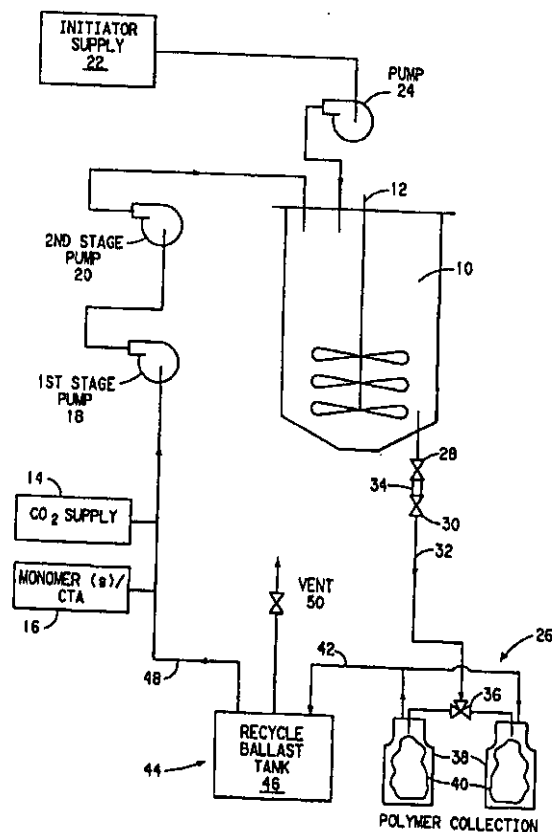 INITIATOR
SUPPLY
22
PUMP
24
12
2ND STAGE
PUMP
20
10
1ST STAGE
PUMP
18
28
34
30
14
CO2 SUPPLY
32
MONOMER (s)/
CTA
16
VENT
50
26
42
48
36
RECYCLE
BALLAST
TANK
46
44
38
40
POLYMER COLLECTION